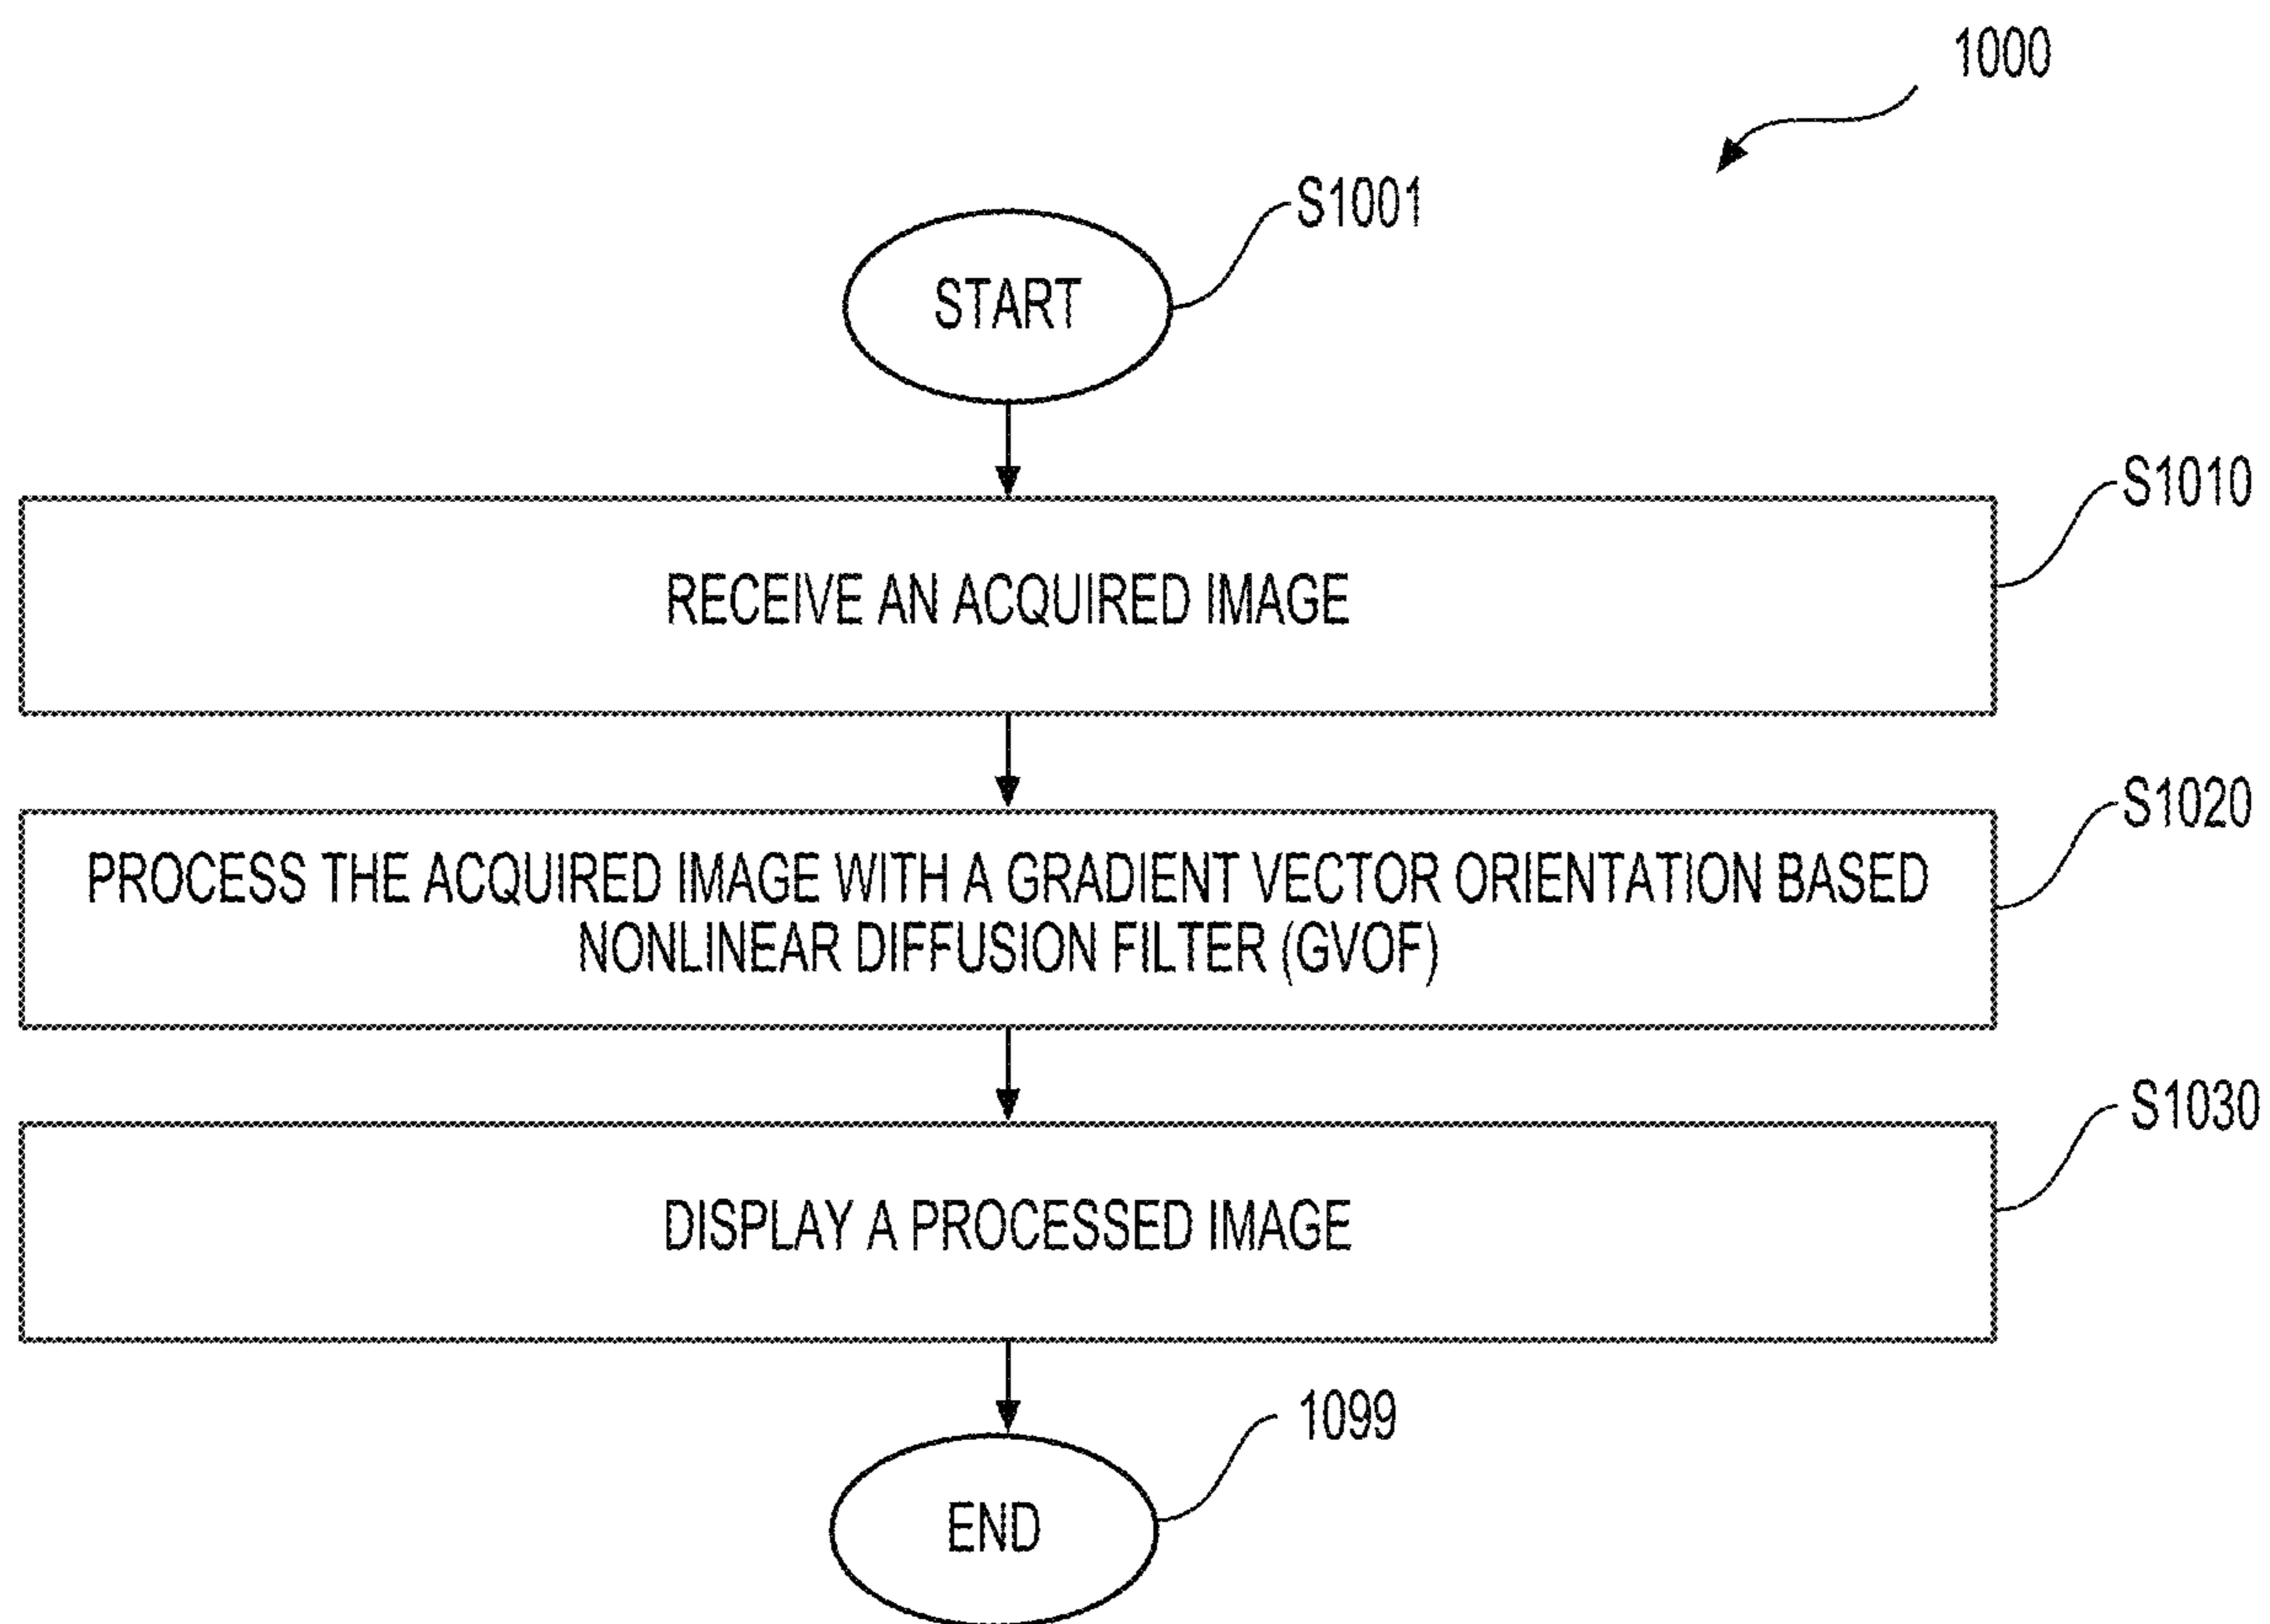 1000
S1001
START
S1010
RECEIVE AN ACQUIRED IMAGE
S1020
PROCESS THE ACQUIRED IMAGE WITH A GRADIENT VECTOR ORIENTATION BASED
NONLINEAR DIFFUSION FILTER (GVOF)
S1030
DISPLAY A PROCESSED IMAGE
1099
END